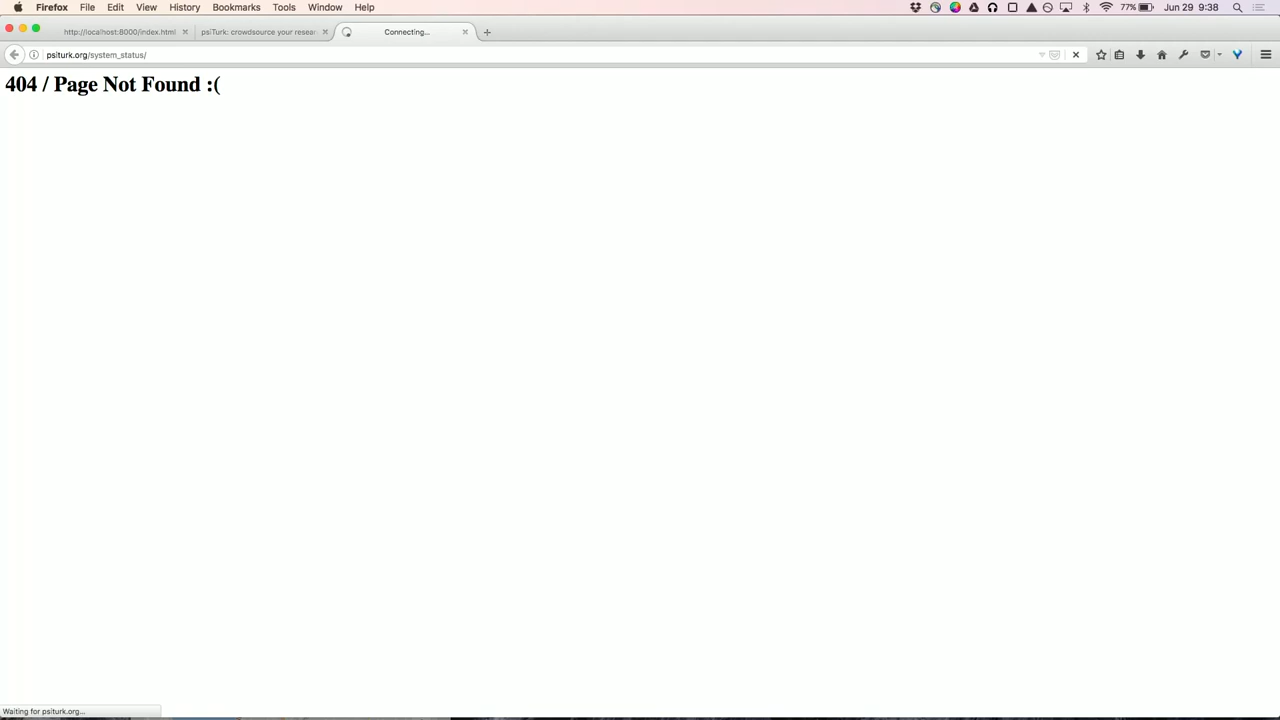 Firefox File Edit View History Bookmarks Tools Window Help 77% Jun 29 9:38
http://localhost:8000/index.html psiTurk: crowdsource your resear Connecting...
psiturk.org/system_status/
404 / Page Not Found :(
Waiting for psiturk.org...